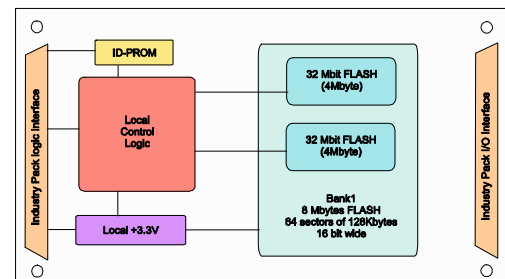 Industry Pack logic Interface
ID-PROM
Local
Control
Logic
Local +3.3V
32 Mbit FLASH
(4Mbyte)
32 Mbit FLASH
(4Mbyte)
Bank1
8 Mbytes FLASH
64 sectors of 128Kbytes
16 bit wide
Industry Pack I/O Interface